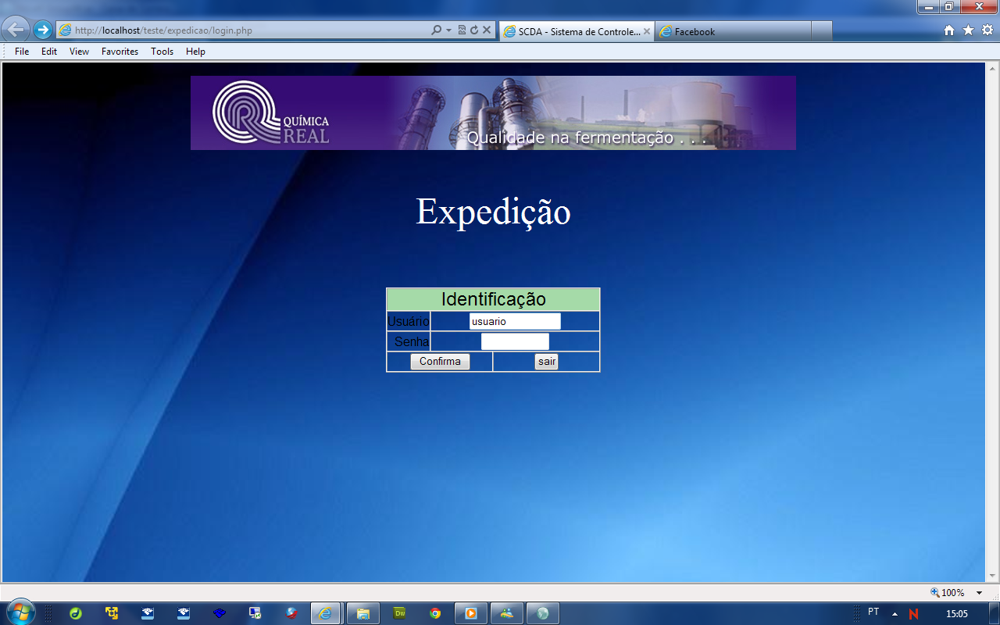 http://localhost/teste/expedicao/login.php
SCDA - Sistema de Controle...
Facebook
File Edit View Favorites Tools Help
QUÍMICA
REAL
Qualidade na fermentação . . .
Expedição
Identificação
Usuário usuario
Senha
Confirma sair
100%
Dw
PT
N
15:05